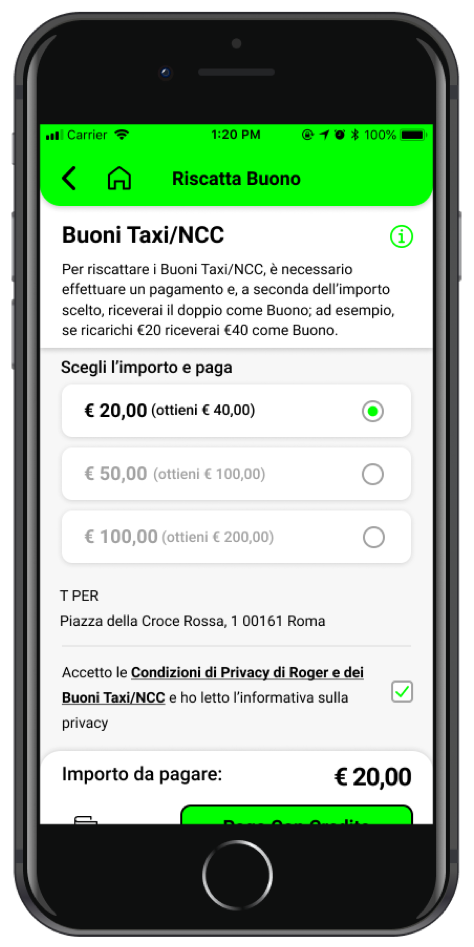 Carrier 1:20 PM 100%
Riscatta Buono
Buoni Taxi/NCC
Per riscattare i Buoni Taxi/NCC, è necessario
effettuare un pagamento e, a seconda dell'importo
scelto, riceverai il doppio come Buono; ad esempio,
se ricarichi €20 riceverai €40 come Buono.
Scegli l'importo e paga
€ 20,00 (ottieni € 40,00)
€ 50,00 (ottieni € 100,00)
€ 100,00 (ottieni € 200,00)
T PER
Piazza della Croce Rossa, 1 00161 Roma
Accetto le Condizioni di Privacy di Roger e dei
Buoni Taxi/NCC e ho letto l'informativa sulla
privacy
Importo da pagare: € 20,00